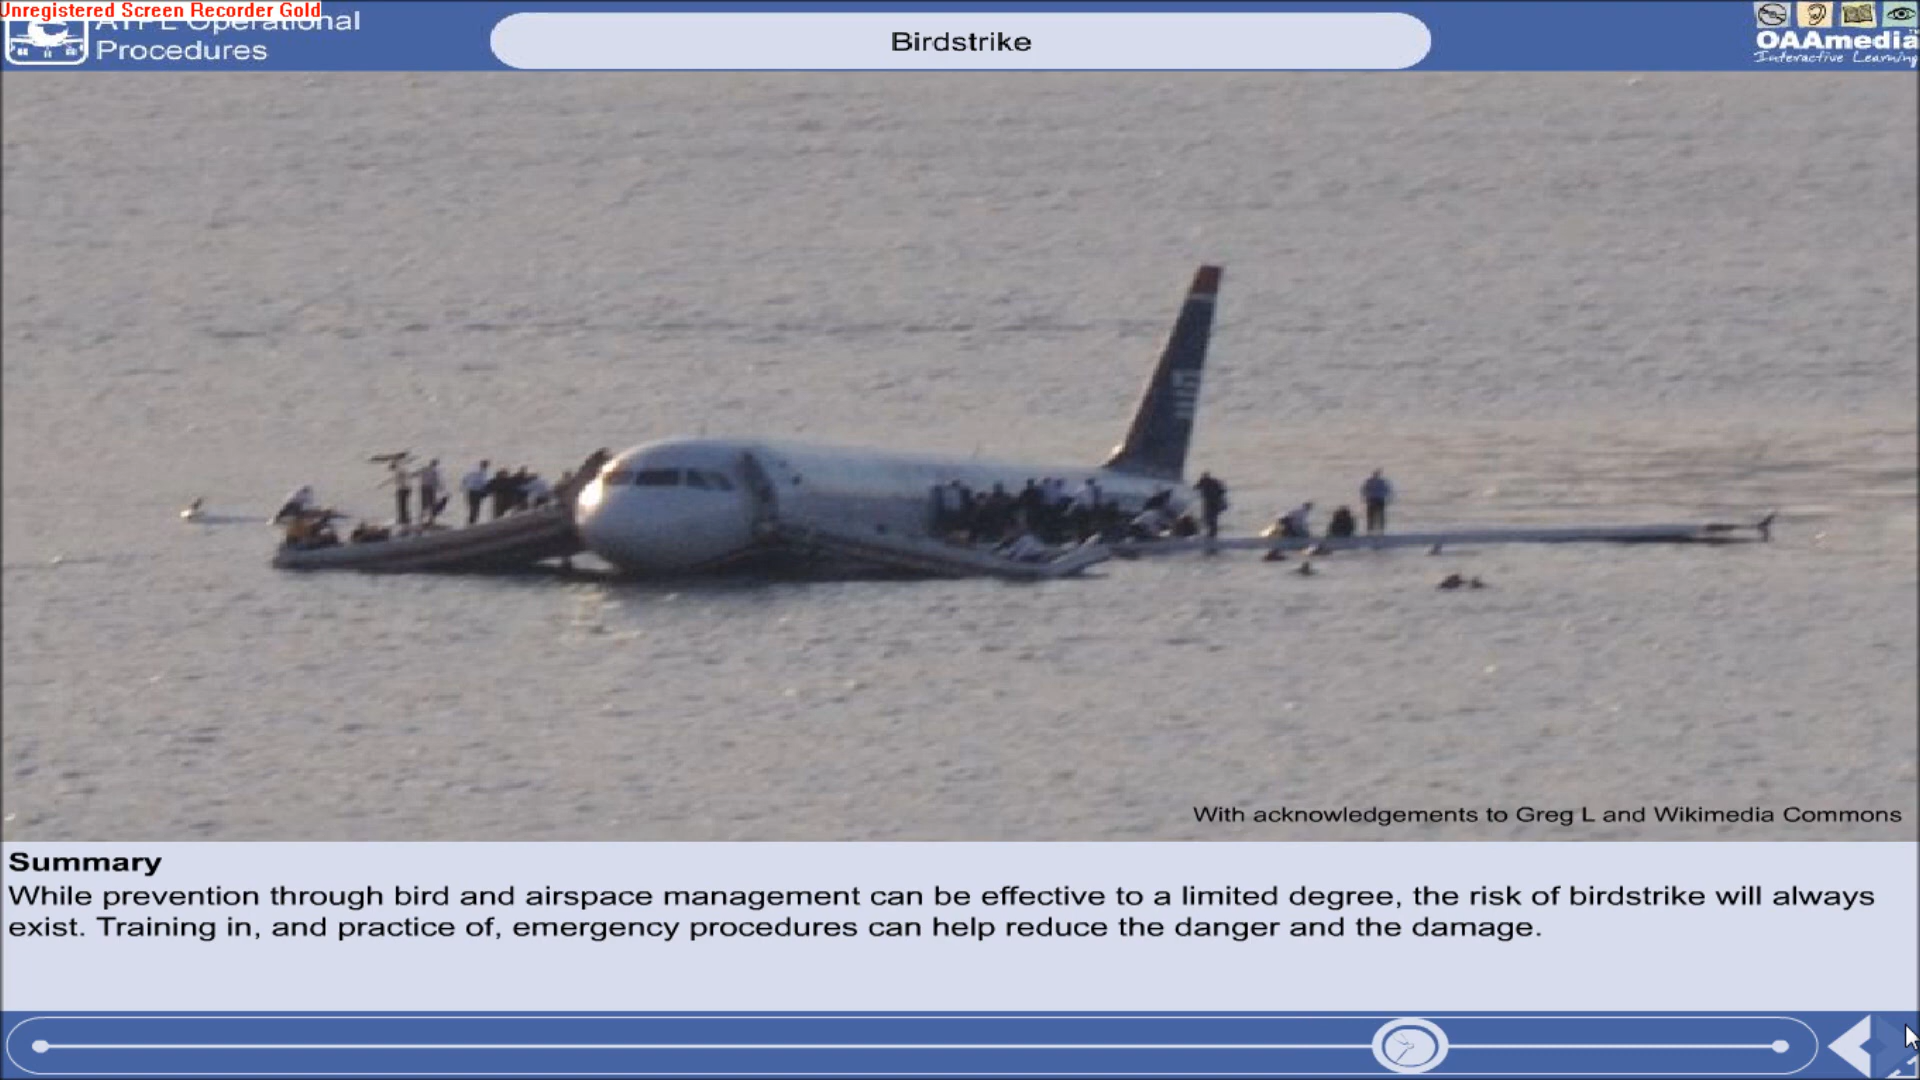 Unregistered Screen Recorder Gold
ATPL Operational
Procedures
Birdstrike
OAAmedia
Interactive Learning
With acknowledgements to Greg L and Wikimedia Commons
Summary
While prevention through bird and airspace management can be effective to a limited degree, the risk of birdstrike will always
exist. Training in, and practice of, emergency procedures can help reduce the danger and the damage.